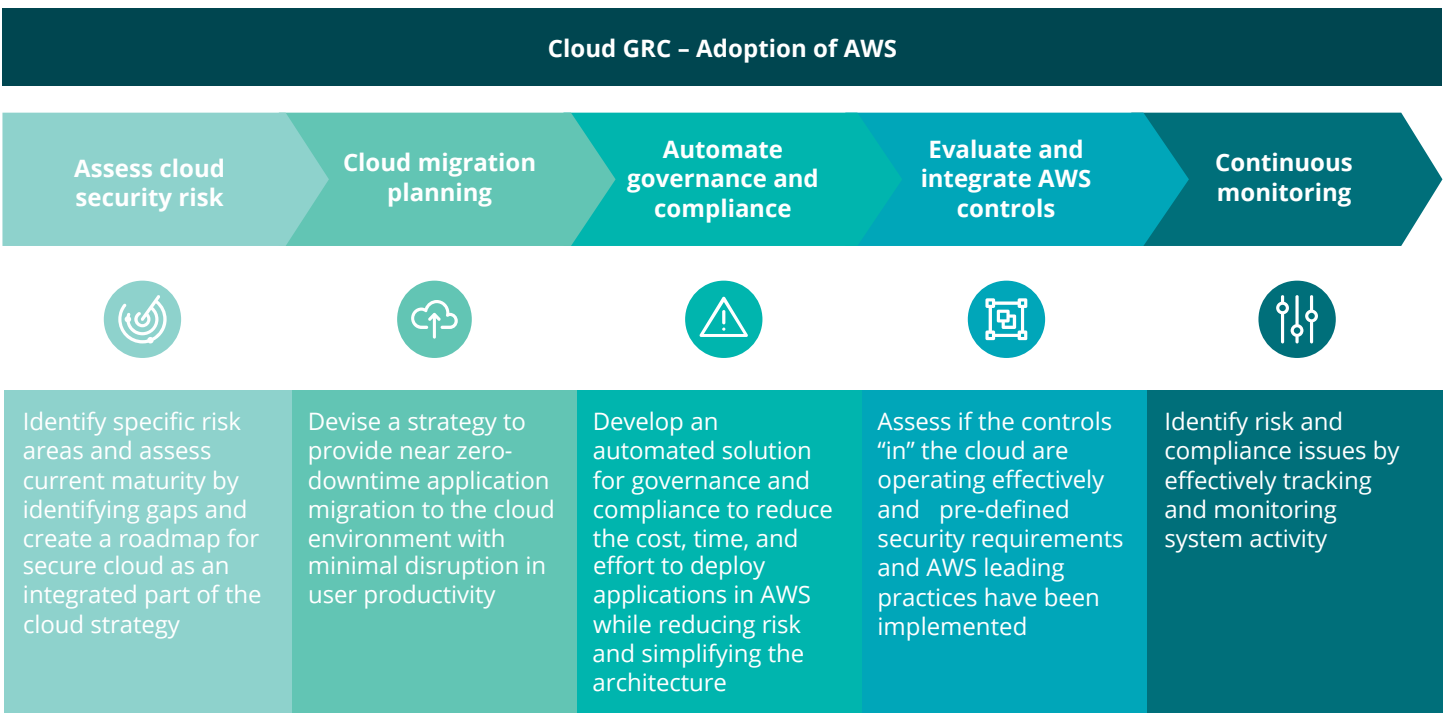 Cloud GRC – Adoption of AWS
Assess cloud
security risk
Cloud migration
planning
Automate
governance and
compliance
Evaluate and
integrate AWS
controls
Continuous
monitoring
Identify specific risk
areas and assess
current maturity by
identifying gaps and
create a roadmap for
secure cloud as an
integrated part of the
cloud strategy
Devise a strategy to
provide near zero-
downtime application
migration to the cloud
environment with
minimal disruption in
user productivity
Develop an
automated solution
for governance and
compliance to reduce
the cost, time, and
effort to deploy
applications in AWS
while reducing risk
and simplifying the
architecture
Assess if the controls
“in” the cloud are
operating effectively
and   pre-defined
security requirements
and AWS leading
practices have been
implemented
Identify risk and
compliance issues by
effectively tracking
and monitoring
system activity